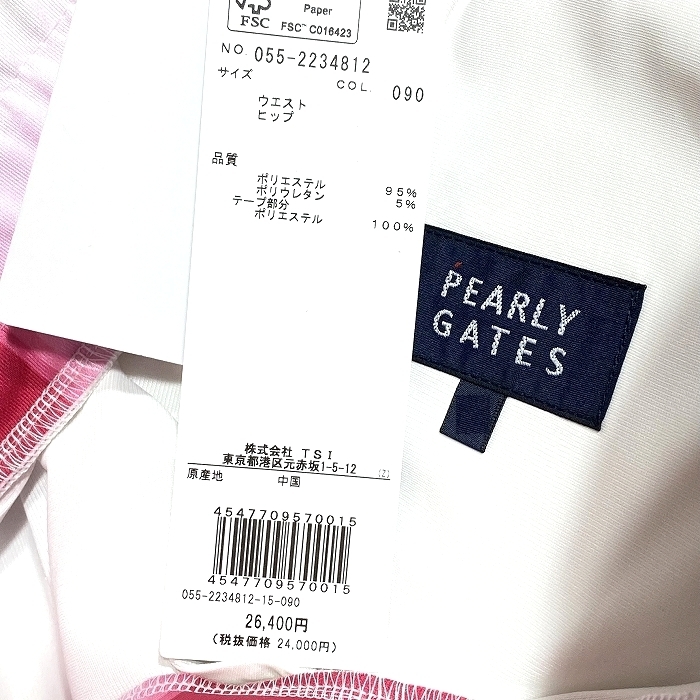 FSC
Paper
FSC™ C016423
NO. 055-2234812
サイズ
COL. 090
ウエスト
ヒップ
品質
ポリエステル 95%
ポリウレタン 5%
テープ部分
ポリエステル 100%
PEARLY
GATES
株式会社 TSI
東京都港区元赤坂1-5-12 (Z)
原産地 中国
4547709570015
4547709570015
055-2234812-15-090
26,400円
(税抜価格 24,000円)